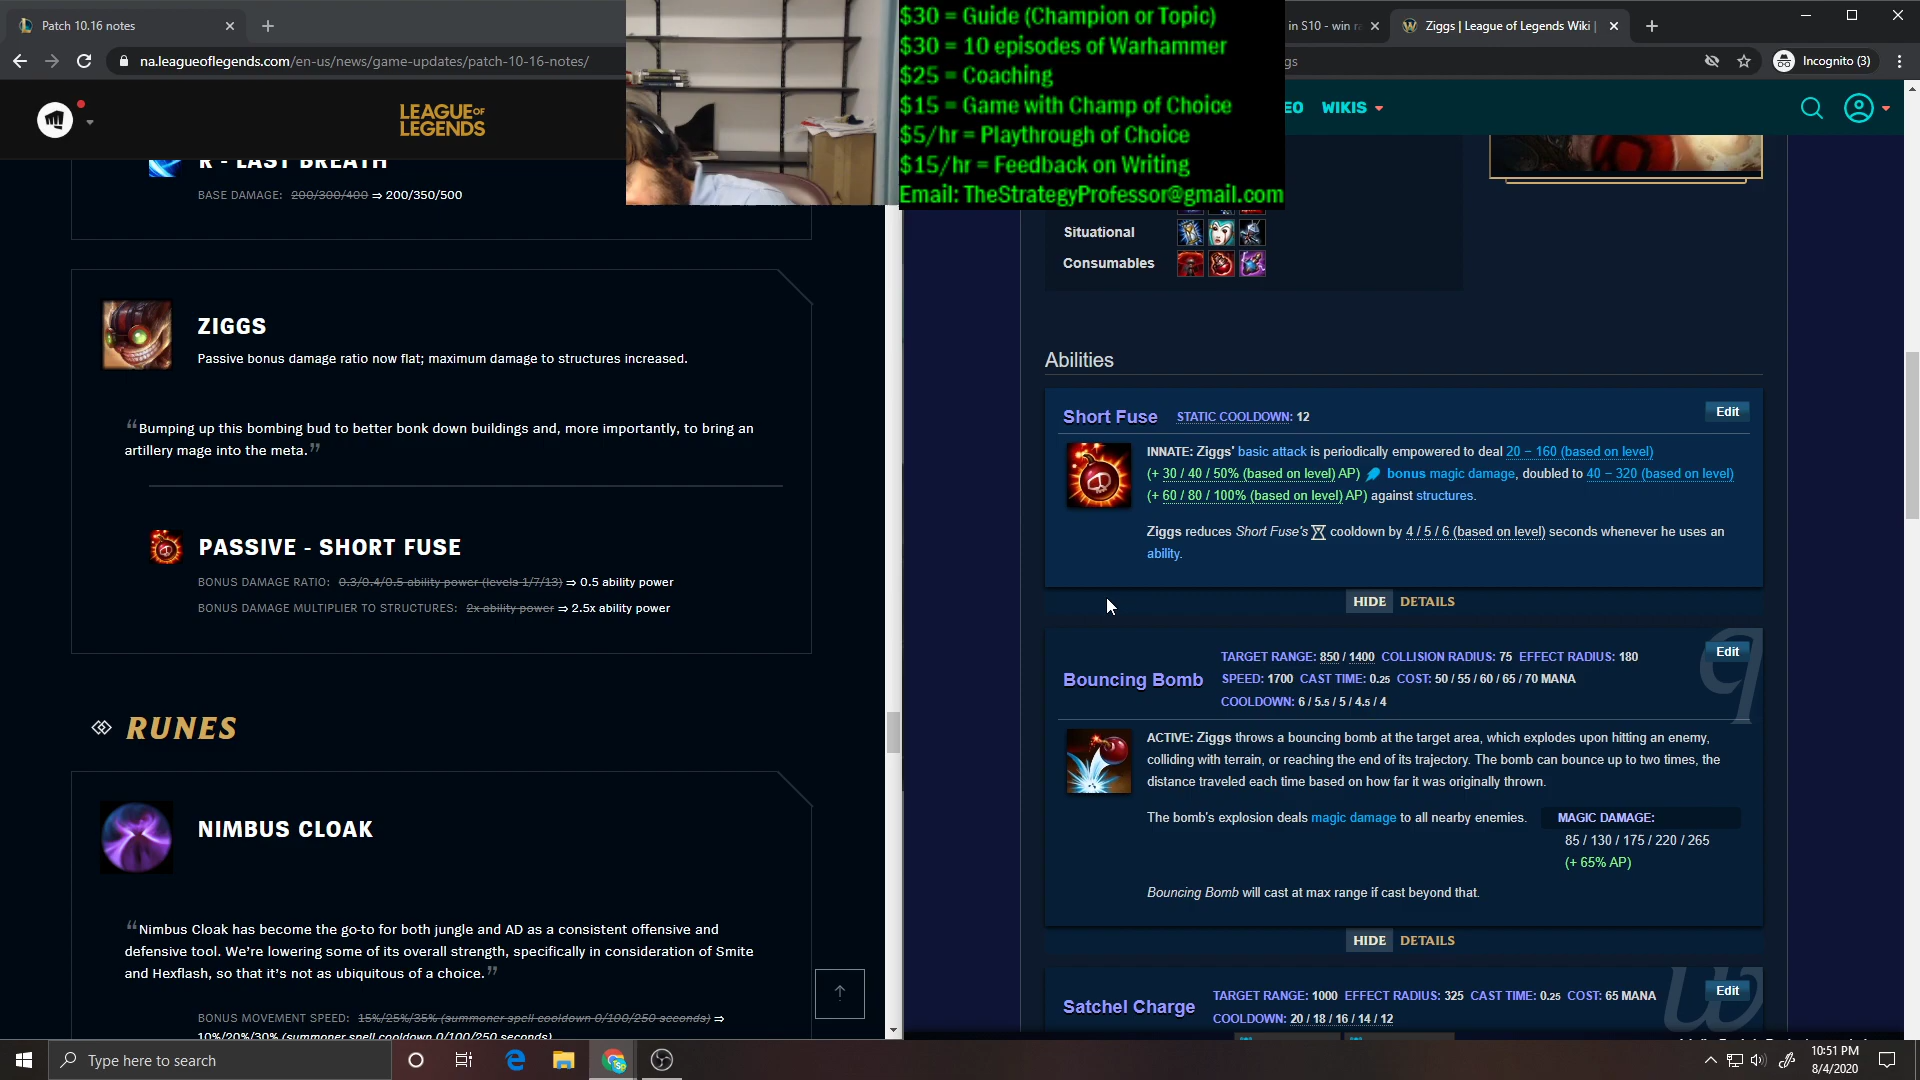 Patch 10.16 notes
na.leagueoflegends.com/en-us/news/game-updates/patch-10-16-notes/
LEAGUE OF
LEGENDS
R - LAST BREATH
BASE DAMAGE: 200/300/400 ⇒ 200/350/500
ZIGGS
Passive bonus damage ratio now flat; maximum damage to structures increased.
“Bumping up this bombing bud to better bonk down buildings and, more importantly, to bring an
artillery mage into the meta.”
PASSIVE - SHORT FUSE
BONUS DAMAGE RATIO: 0.3/0.4/0.5 ability power (levels 1/7/13) ⇒ 0.5 ability power
BONUS DAMAGE MULTIPLIER TO STRUCTURES: 2x ability power ⇒ 2.5x ability power
RUNES
NIMBUS CLOAK
“Nimbus Cloak has become the go-to for both jungle and AD as a consistent offensive and
defensive tool. We're lowering some of its overall strength, specifically in consideration of Smite
and Hexflash, so that it's not as ubiquitous of a choice.”
BONUS MOVEMENT SPEED: 15%/25%/35% (summoner spell cooldown 0/100/250 seconds) ⇒
10%/20%/30% (summoner spell cooldown 0/100/250 seconds)
$30 = Guide (Champion or Topic)
$30 = 10 episodes of Warhammer
$25 = Coaching
$15 = Game with Champ of Choice
$5/hr = Playthrough of Choice
$15/hr = Feedback on Writing
Email: TheStrategyProfessor@gmail.com
in S10 - win r
Ziggs | League of Legends Wiki |
gs
Incognito (3)
EO WIKIS
Situational
Consumables
Abilities
Short Fuse STATIC COOLDOWN: 12
Edit
INNATE: Ziggs' basic attack is periodically empowered to deal 20 − 160 (based on level)
(+ 30 / 40 / 50% (based on level) AP) bonus magic damage, doubled to 40 − 320 (based on level)
(+ 60 / 80 / 100% (based on level) AP) against structures.
Ziggs reduces Short Fuse's cooldown by 4 / 5 / 6 (based on level) seconds whenever he uses an
ability.
HIDE DETAILS
q
Edit
TARGET RANGE: 850 / 1400 COLLISION RADIUS: 75 EFFECT RADIUS: 180
Bouncing Bomb SPEED: 1700 CAST TIME: 0.25 COST: 50 / 55 / 60 / 65 / 70 MANA
COOLDOWN: 6 / 5.5 / 5 / 4.5 / 4
ACTIVE: Ziggs throws a bouncing bomb at the target area, which explodes upon hitting an enemy,
colliding with terrain, or reaching the end of its trajectory. The bomb can bounce up to two times, the
distance traveled each time based on how far it was originally thrown.
The bomb's explosion deals magic damage to all nearby enemies.
MAGIC DAMAGE:
85 / 130 / 175 / 220 / 265
(+ 65% AP)
Bouncing Bomb will cast at max range if cast beyond that.
HIDE DETAILS
w
Edit
Satchel Charge TARGET RANGE: 1000 EFFECT RADIUS: 325 CAST TIME: 0.25 COST: 65 MANA
COOLDOWN: 20 / 18 / 16 / 14 / 12
Type here to search
10:51 PM
8/4/2020